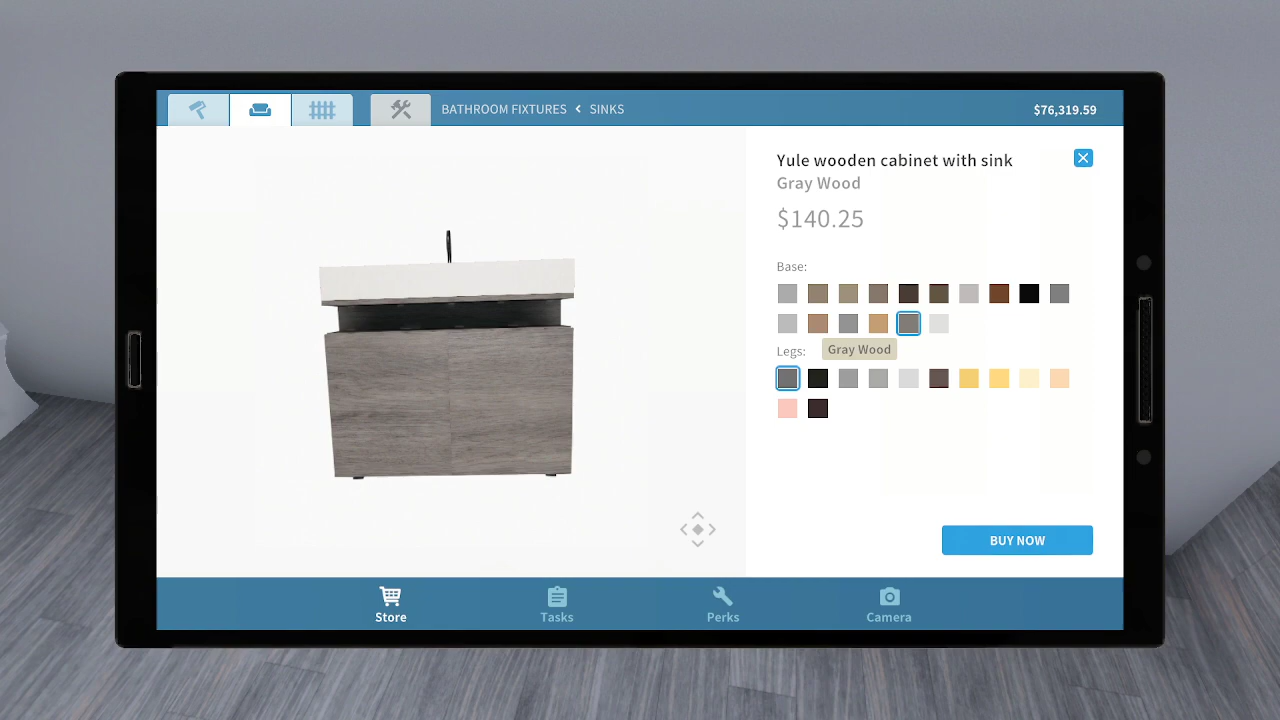 BATHROOM FIXTURES < SINKS
$76,319.59
Yule wooden cabinet with sink
Gray Wood
$140.25
Base:
Legs:
Gray Wood
BUY NOW
Store
Tasks
Perks
Camera